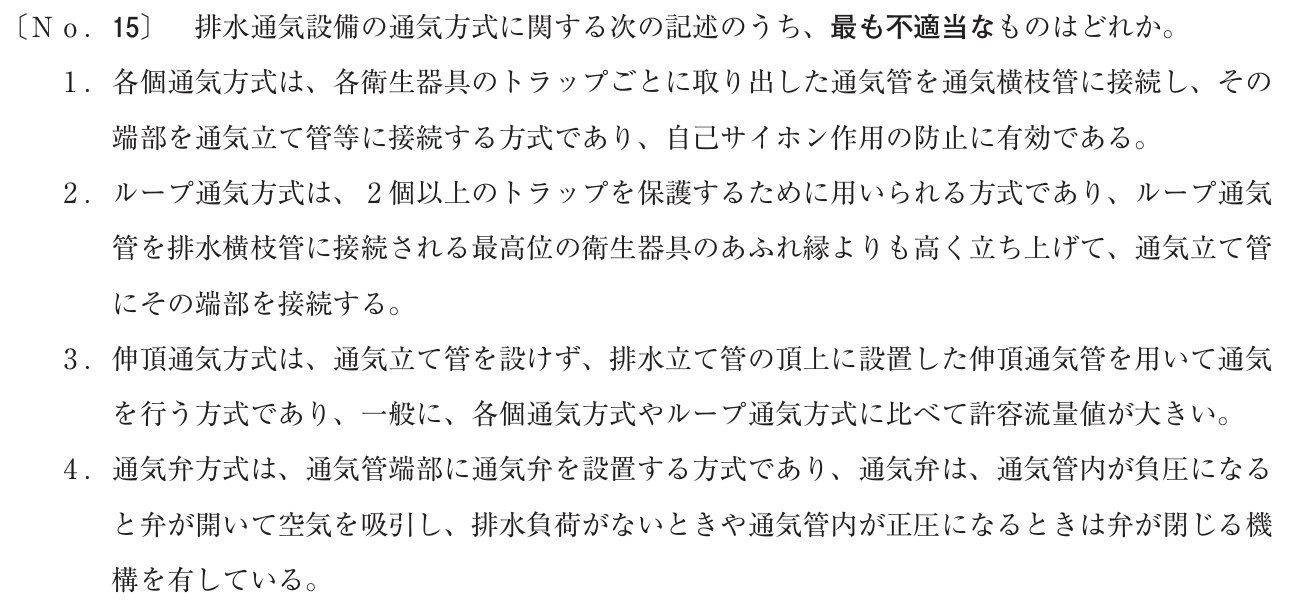 〔Ｎｏ．15〕　排水通気設備の通気方式に関する次の記述のうち、最も不適当なものはどれか。
１．各個通気方式は、各衛生器具のトラップごとに取り出した通気管を通気横枝管に接続し、その
端部を通気立て管等に接続する方式であり、自己サイホン作用の防止に有効である。
２．ループ通気方式は、２個以上のトラップを保護するために用いられる方式であり、ループ通気
管を排水横枝管に接続される最高位の衛生器具のあふれ縁よりも高く立ち上げて、通気立て管
にその端部を接続する。
３．伸頂通気方式は、通気立て管を設けず、排水立て管の頂上に設置した伸頂通気管を用いて通気
を行う方式であり、一般に、各個通気方式やループ通気方式に比べて許容流量値が大きい。
４．通気弁方式は、通気管端部に通気弁を設置する方式であり、通気弁は、通気管内が負圧になる
と弁が開いて空気を吸引し、排水負荷がないときや通気管内が正圧になるときは弁が閉じる機
構を有している。